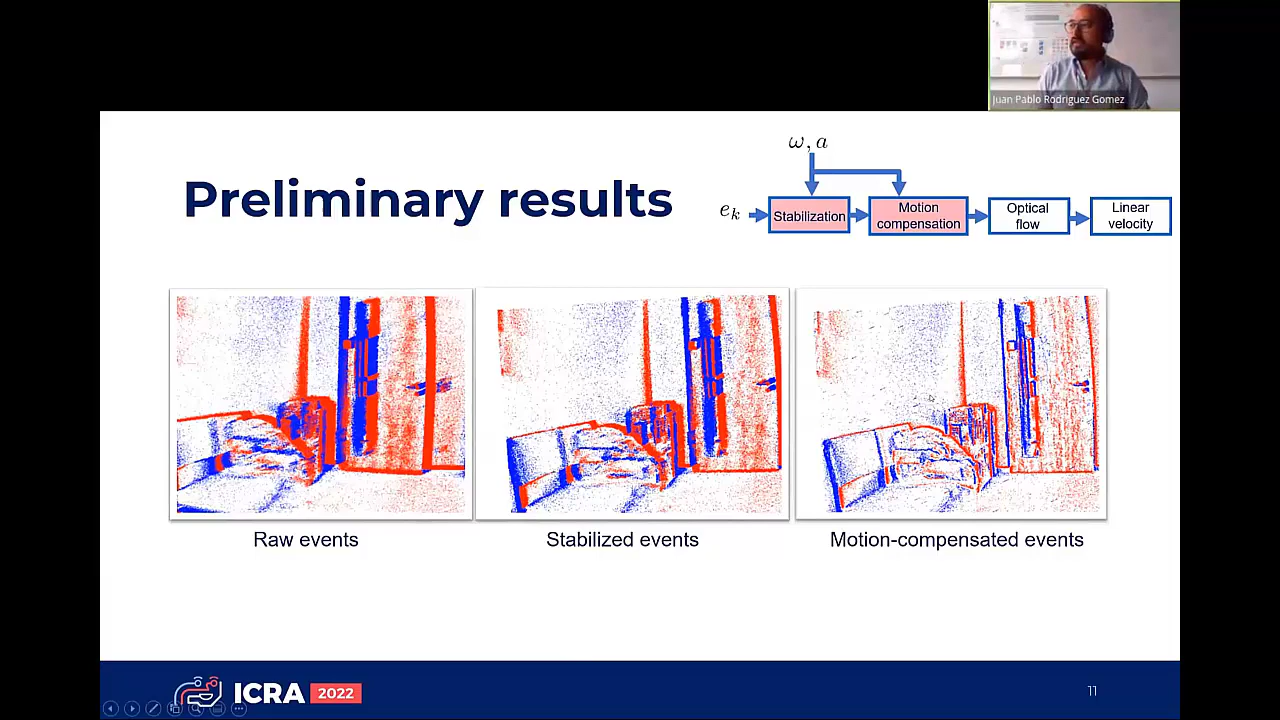 Juan Pablo Rodriguez Gomez
ω, a
Preliminary results
e_k
Stabilization
Motion
compensation
Optical
flow
Linear
velocity
Raw events
Stabilized events
Motion-compensated events
ICRA 2022
11